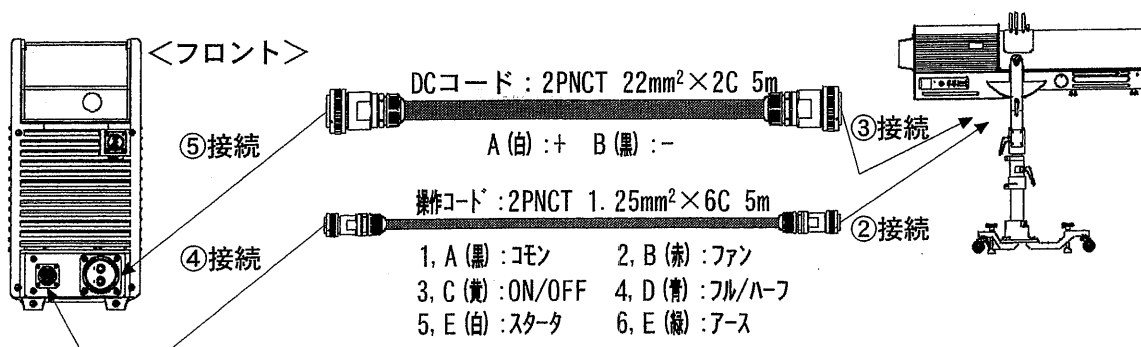 <フロント>
DCコード : 2PNCT 22mm²×2C 5m
A (白) :+ B (黒) :-
⑤接続
③接続
操作コード :2PNCT 1. 25mm²×6C 5m
④接続
②接続
1, A (黒) :コモン 2, B (赤) :ファン
3, C (黄) :ON/OFF 4, D (青) :フル/ハーフ
5, E (白) :スタータ 6, E (緑) :アース